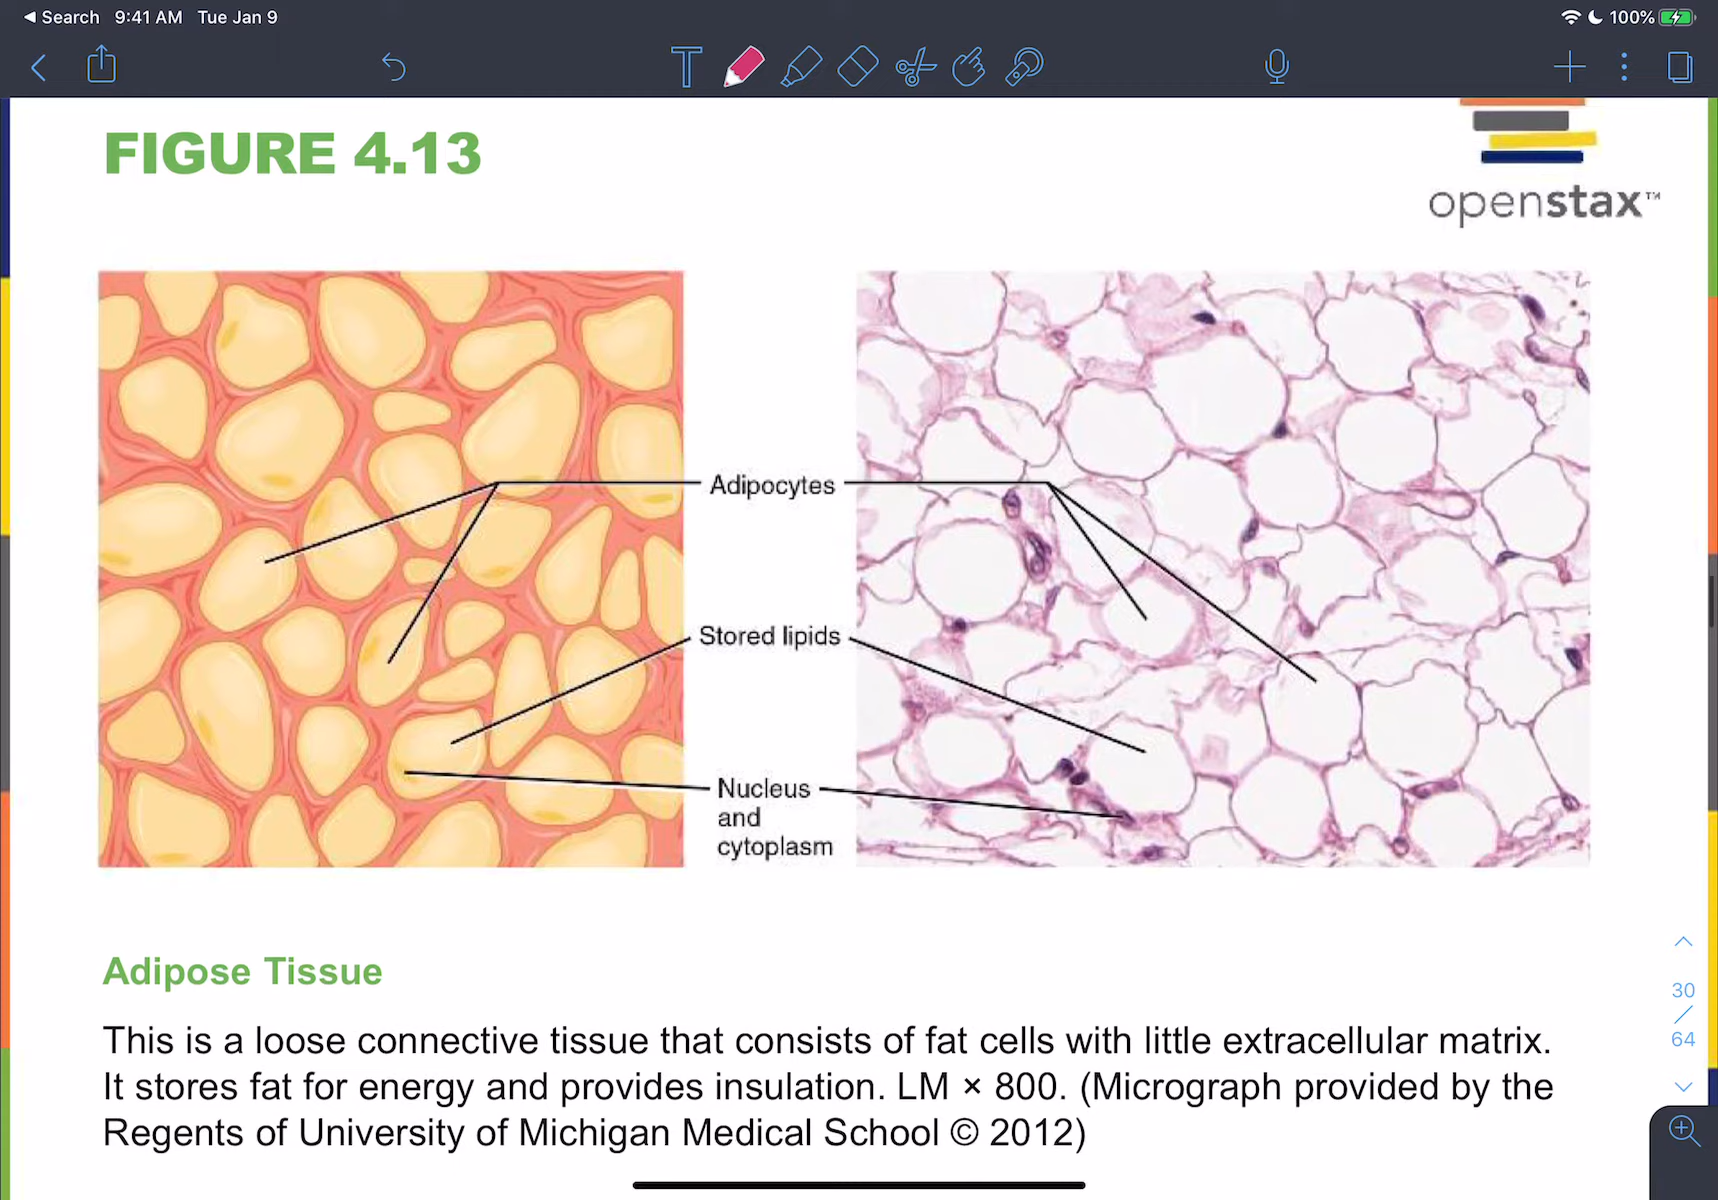 Search 9:41 AM Tue Jan 9
100%
FIGURE 4.13
openstax™
Adipocytes
Stored lipids
Nucleus
and
cytoplasm
Adipose Tissue
This is a loose connective tissue that consists of fat cells with little extracellular matrix.
It stores fat for energy and provides insulation. LM × 800. (Micrograph provided by the
Regents of University of Michigan Medical School © 2012)
30
/
64